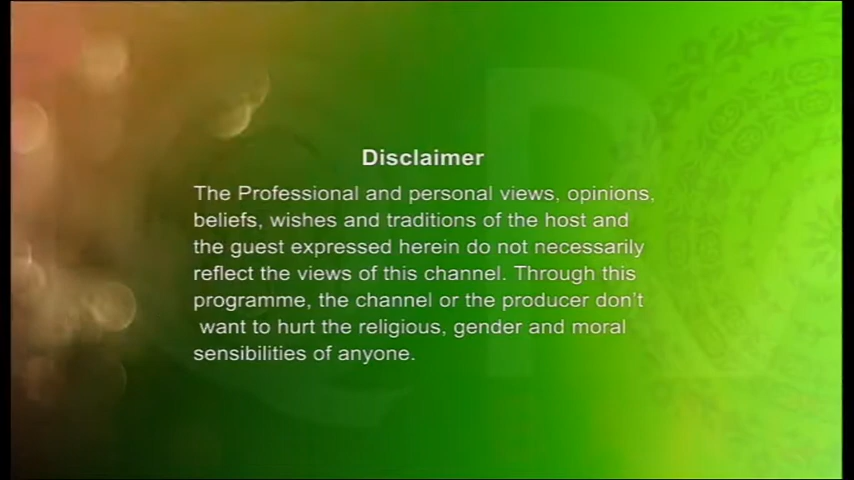 Disclaimer
The Professional and personal views, opinions,
beliefs, wishes and traditions of the host and
the guest expressed herein do not necessarily
reflect the views of this channel. Through this
programme, the channel or the producer don't
want to hurt the religious, gender and moral
sensibilities of anyone.